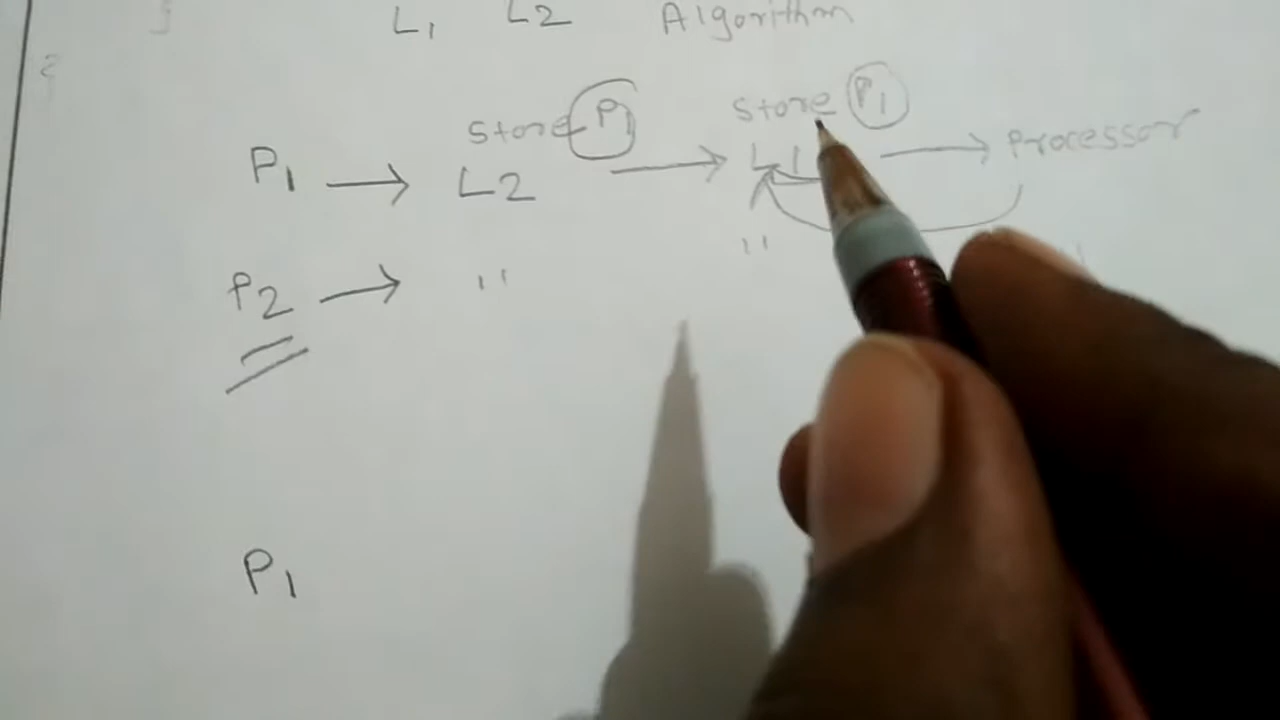 L1 L2 Algorithm
Store P1 Store P1
P1 → L2 → L1 → Processor
P2 → " "
P1